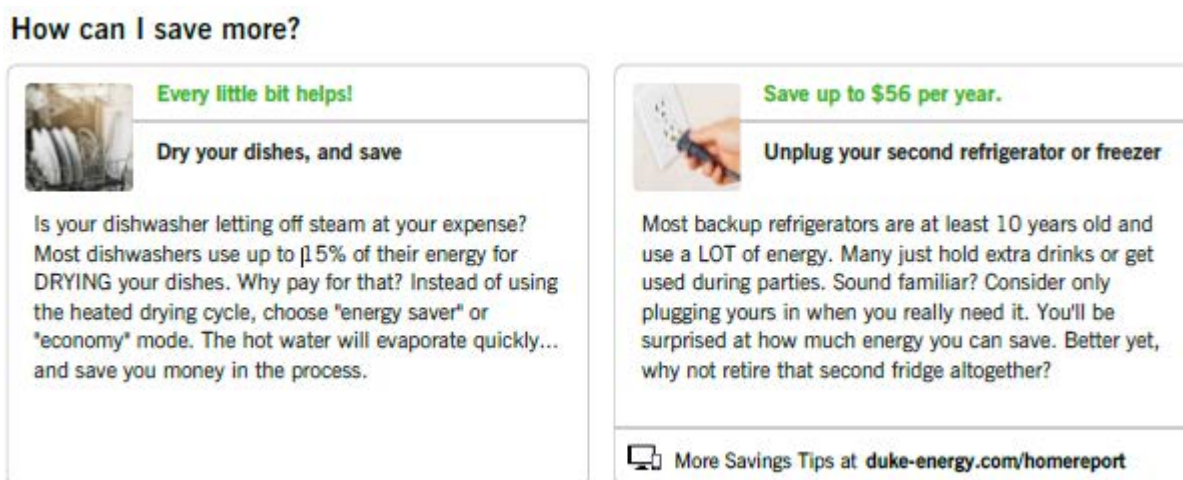 How can I save more?
Every little bit helps!
Dry your dishes, and save
Is your dishwasher letting off steam at your expense?
Most dishwashers use up to 15% of their energy for
DRYING your dishes. Why pay for that? Instead of using
the heated drying cycle, choose "energy saver" or
"economy" mode. The hot water will evaporate quickly...
and save you money in the process.
Save up to $56 per year.
Unplug your second refrigerator or freezer
Most backup refrigerators are at least 10 years old and
use a LOT of energy. Many just hold extra drinks or get
used during parties. Sound familiar? Consider only
plugging yours in when you really need it. You'll be
surprised at how much energy you can save. Better yet,
why not retire that second fridge altogether?
More Savings Tips at duke-energy.com/homereport